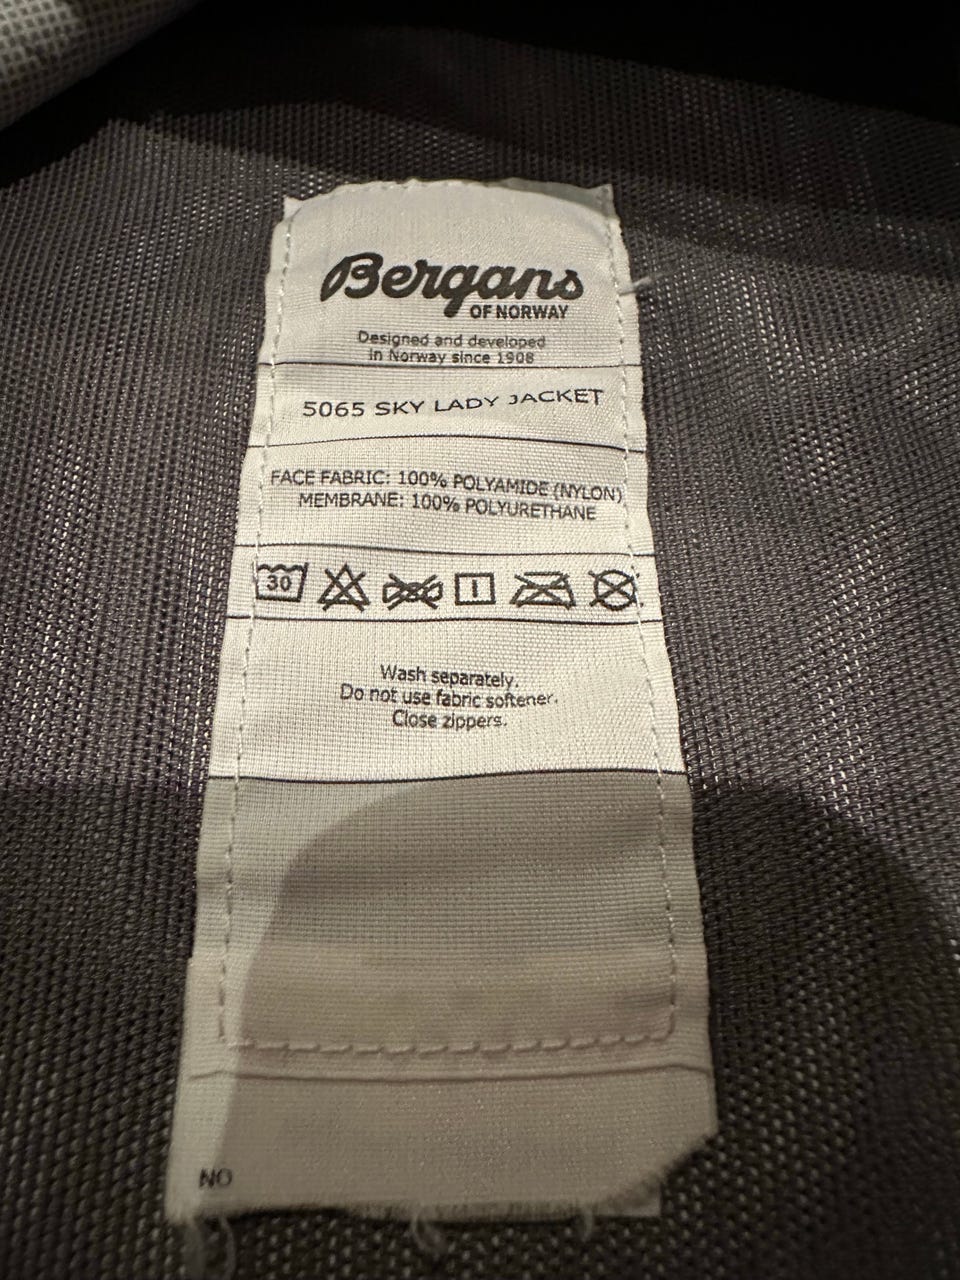 Bergans
OF NORWAY
Designed and developed
in Norway since 1908
5065 SKY LADY JACKET
FACE FABRIC: 100% POLYAMIDE (NYLON)
MEMBRANE: 100% POLYURETHANE
30
Wash separately.
Do not use fabric softener.
Close zippers.
NO